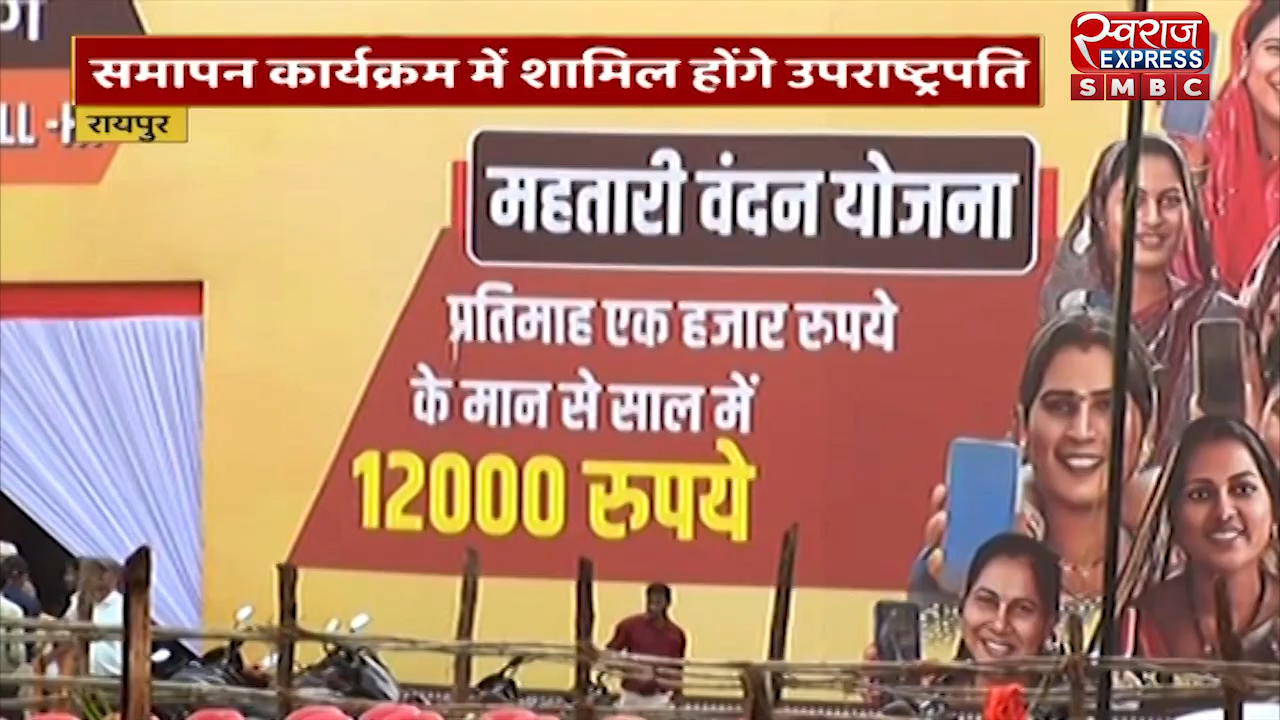 समापन कार्यक्रम में शामिल होंगे उपराष्ट्रपति
स्वराज
EXPRESS
SMBC
रायपुर
महतारी वंदन योजना
प्रतिमाह एक हजार रुपये
के मान से साल में
12000 रुपये